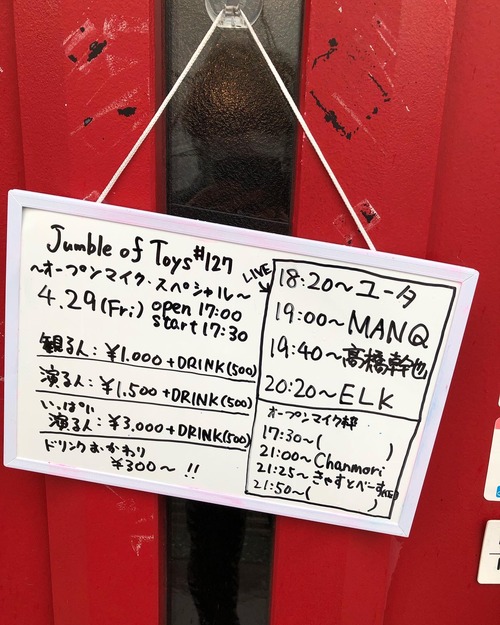 Jumble of Toys #127
～オープンマイク・スペシャル～
4.29(Fri) open 17:00
start 17:30
観る人：¥1,000 +DRINK(500)
演る人：¥1,500 +DRINK(500)
いっぱい
演る人：¥3,000 +DRINK(500)
ドリンクおかわり
¥300～ !!
LIVE
18:20～ユータ
19:00～MANQ
19:40～高橋幹也
20:20～ELK
オープンマイク枠
17:30～( )
21:00～Chanmori
21:25～きゃすとべーす
21:50～( )